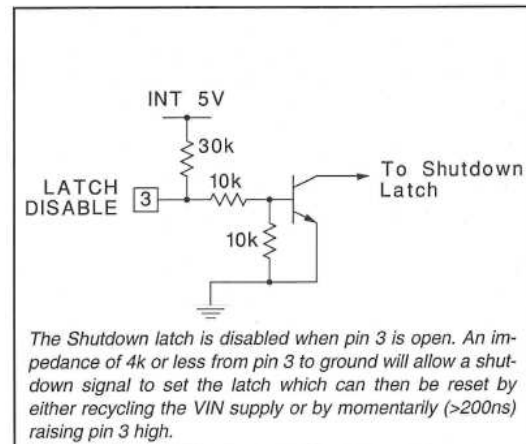 INT 5V
30k
LATCH
DISABLE
3
10k
To Shutdown
Latch
10k
The Shutdown latch is disabled when pin 3 is open. An im-
pedance of 4k or less from pin 3 to ground will allow a shut-
down signal to set the latch which can then be reset by
either recycling the VIN supply or by momentarily (>200ns)
raising pin 3 high.